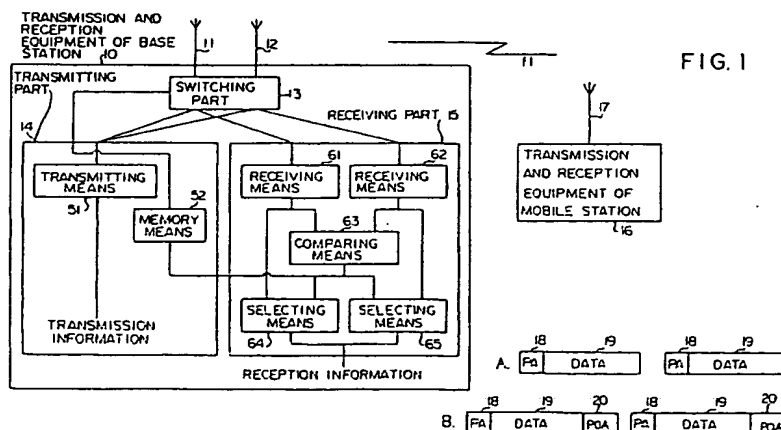 TRANSMISSION AND
RECEPTION
EQUIPMENT OF BASE
STATION 10
11
12
f1
FIG. 1
TRANSMITTING
PART
SWITCHING
PART
13
RECEIVING PART 15
14
17
TRANSMITTING
MEANS
51
52
MEMORY
MEANS
61
RECEIVING
MEANS
62
RECEIVING
MEANS
63
COMPARING
MEANS
TRANSMISSION
AND RECEPTION
EQUIPMENT OF
MOBILE STATION
16
SELECTING
MEANS
64
SELECTING
MEANS
65
TRANSMISSION
INFORMATION
RECEPTION INFORMATION
18 19 18 19
A. PA DATA PA DATA
18 19 20 18 19 20
B. PA DATA POA PA DATA POA